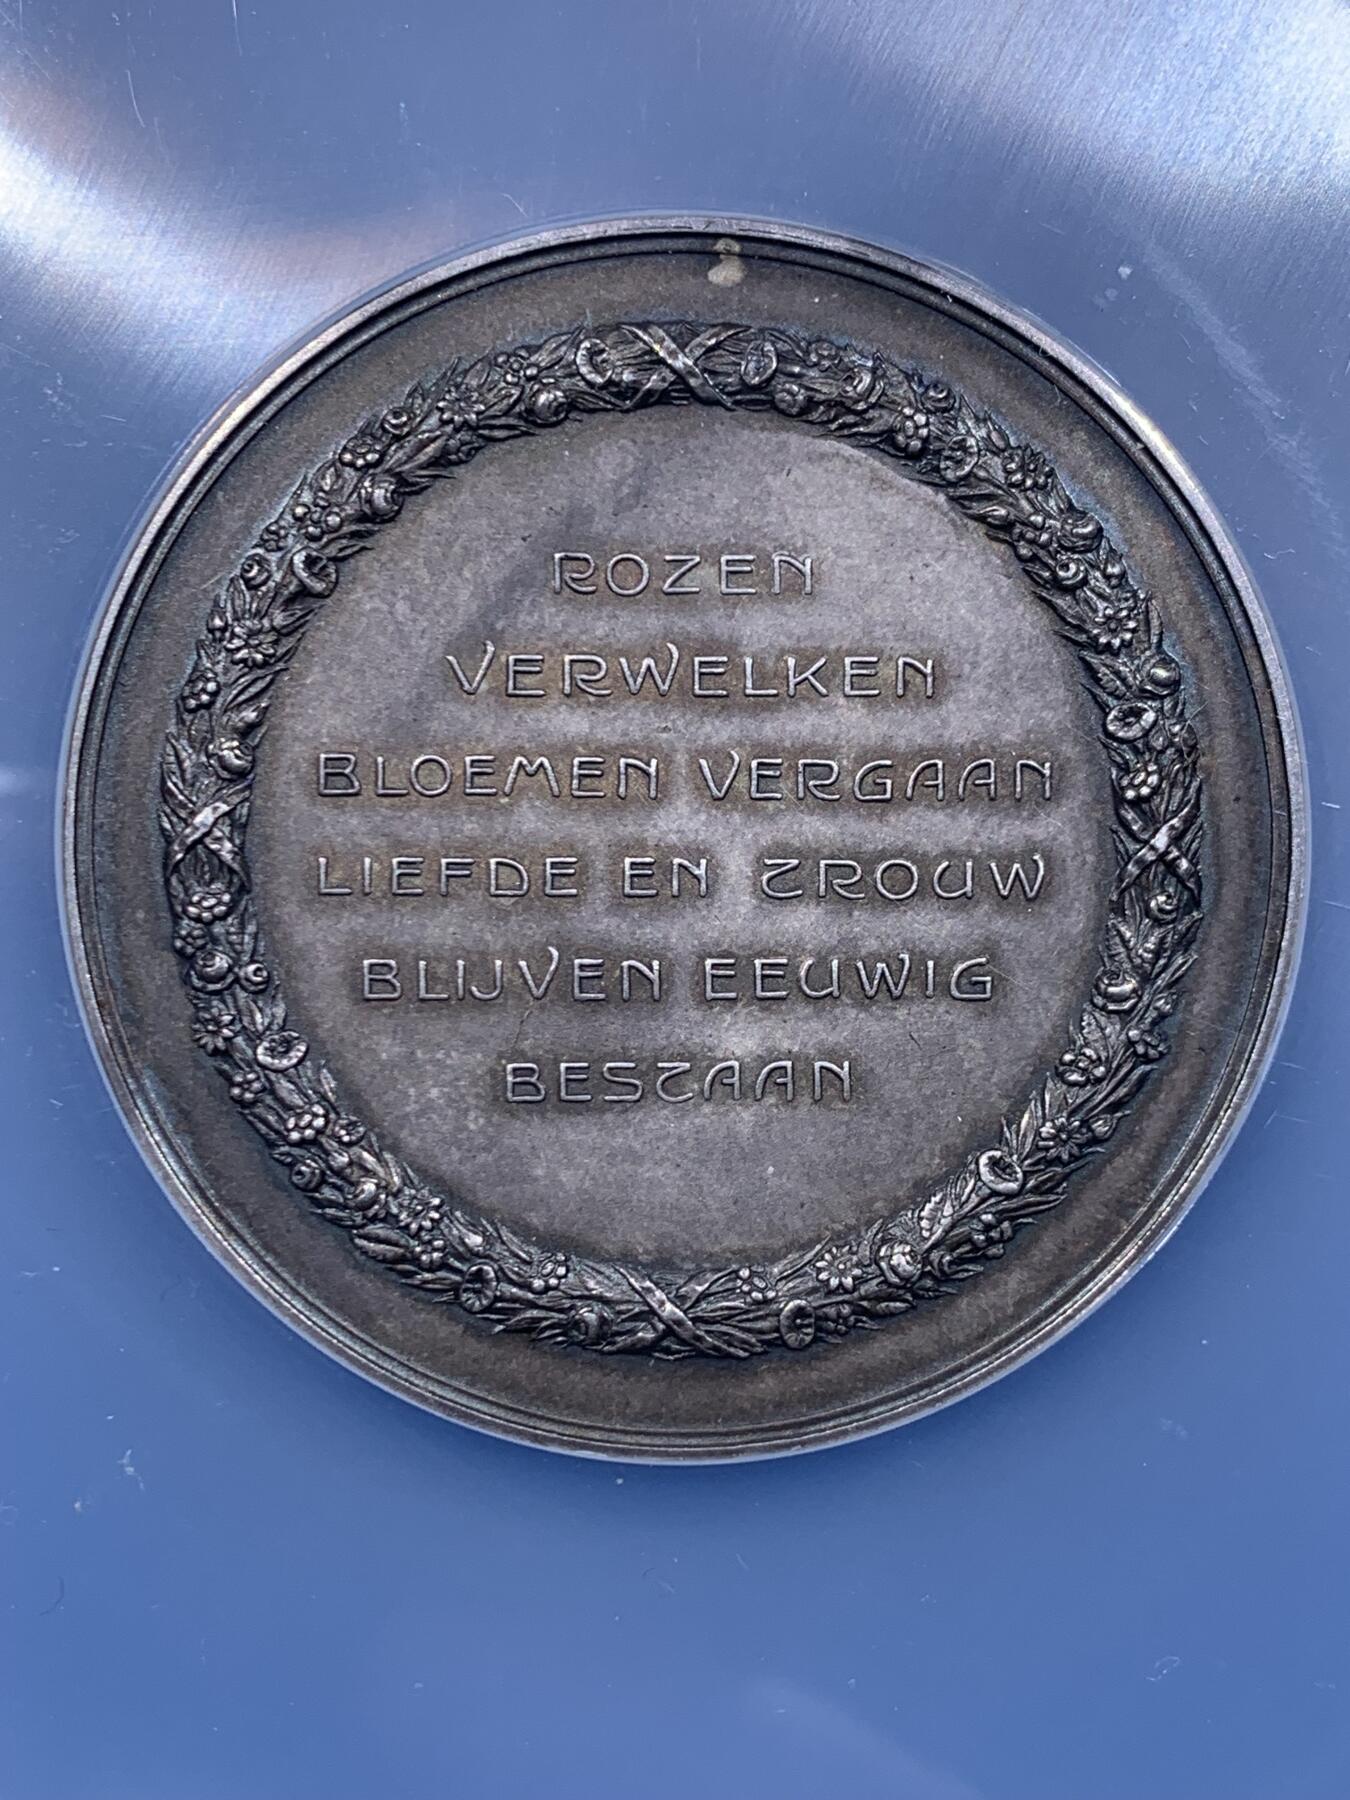 ROZEN
VERWELKEN
BLOEMEN VERGAAN
LIEFDE EN TROUW
BLIJVEN EEUWIG
BESTAAN